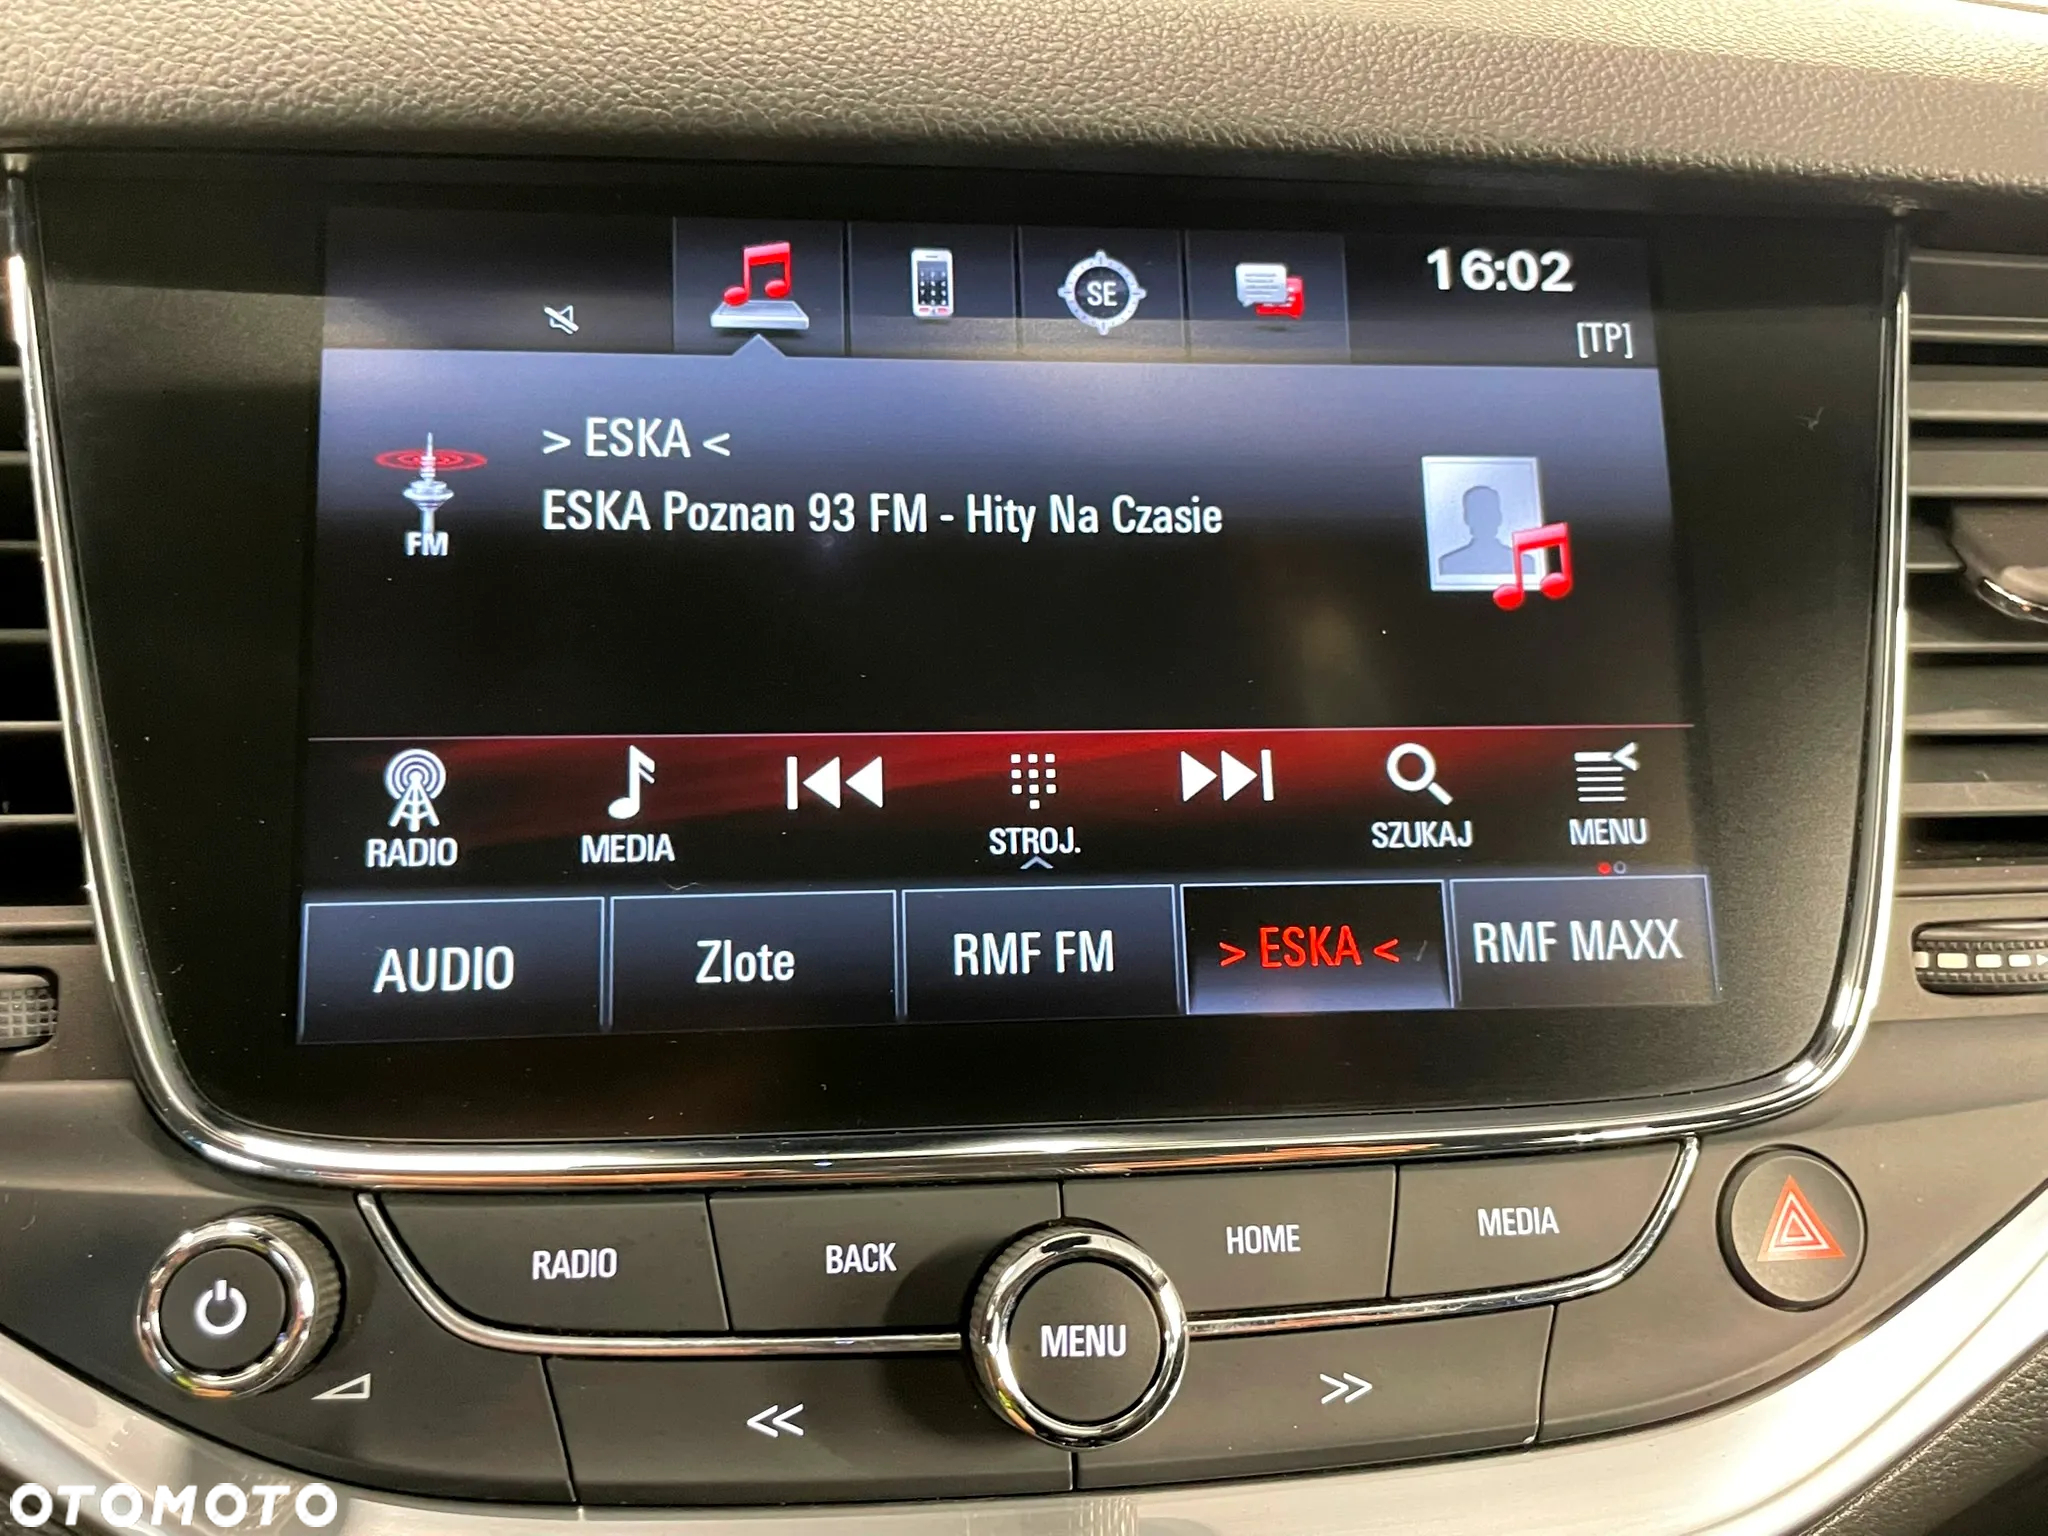 SE
16:02
[TP]
> ESKA <
ESKA Poznan 93 FM - Hity Na Czasie
FM
RADIO
MEDIA
STROJ.
SZUKAJ
MENU
AUDIO
Zlote
RMF FM
> ESKA <
RMF MAXX
RADIO
BACK
HOME
MEDIA
MENU
<<
>>
OTOMOTO